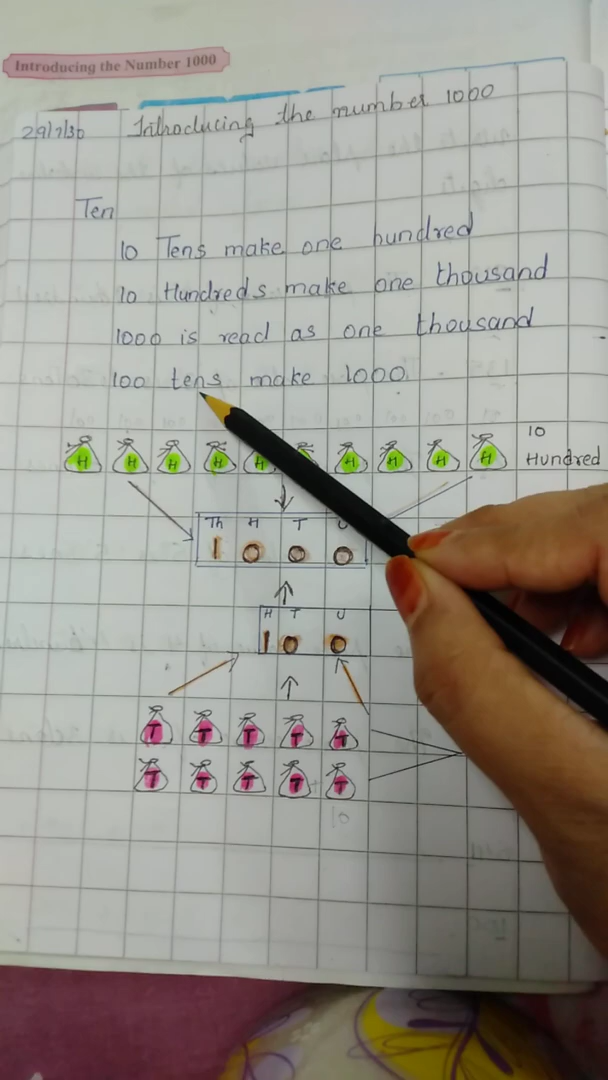 Introducing the Number 1000
29/7/30 Introducing the number 1000
Ten
10 Tens make one hundred
10 Hundreds make one thousand
1000 is read as one thousand
100 tens make 1000.
H H H H H H H H H 10
Hundred
Th H T U
1 0 0 0
H T U
1 0 0
T T T T T
T T T T T
10